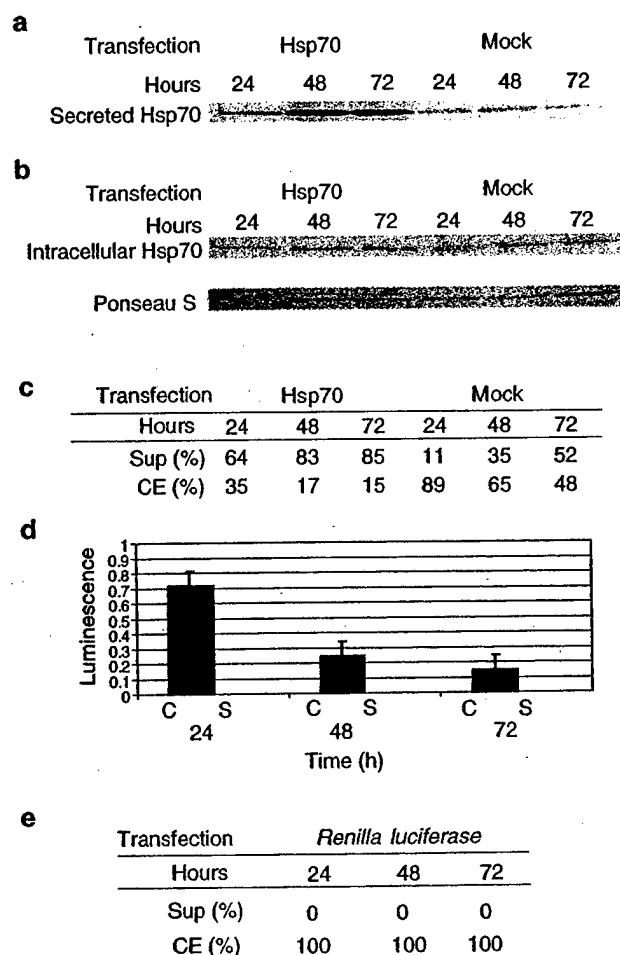 a
Transfection Hsp70 Mock
Hours 24 48 72 24 48 72
Secreted Hsp70
b
Transfection Hsp70 Mock
Hours 24 48 72 24 48 72
Intracellular Hsp70
Ponseau S
c
Transfection Hsp70 Mock
Hours 24 48 72 24 48 72
Sup (%) 64 83 85 11 35 52
CE (%) 35 17 15 89 65 48
d
Luminescence
1
0.9
0.8
0.7
0.6
0.5
0.4
0.3
0.2
0.1
0
C S C S C S
24 48 72
Time (h)
e
Transfection Renilla luciferase
Hours 24 48 72
Sup (%) 0 0 0
CE (%) 100 100 100